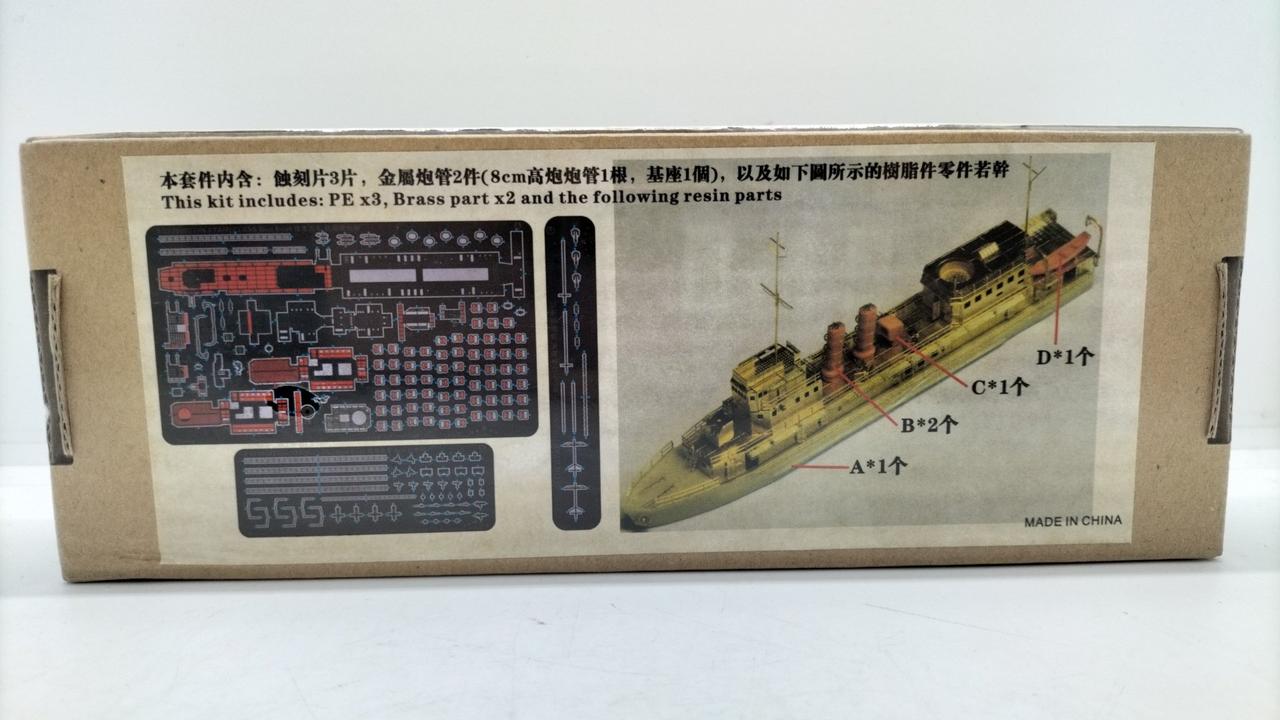 本套件内含：蝕刻片3片，金屬炮管2件(8cm高炮炮管1根，基座1個)，以及如下圖所示的樹脂件零件若幹
This kit includes: PE x3, Brass part x2 and the following resin parts
D*1个
C*1个
B*2个
A*1个
MADE IN CHINA